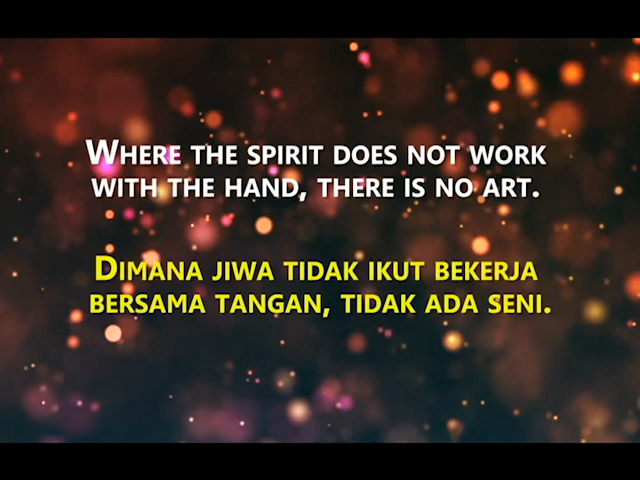 Where the spirit does not work
with the hand, there is no art.
Dimana jiwa tidak ikut bekerja
bersama tangan, tidak ada seni.